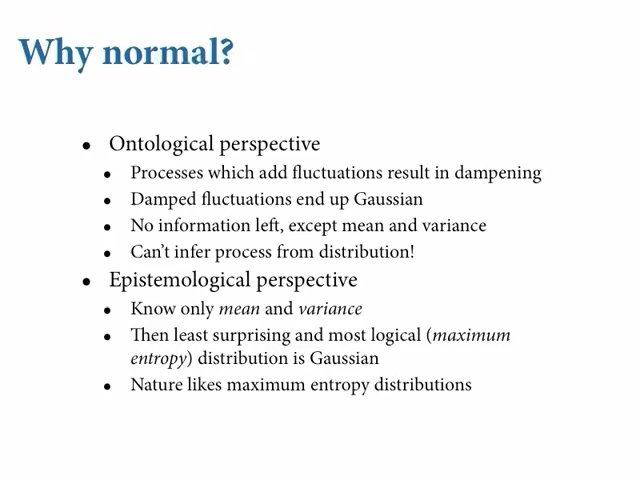 Why normal?
• Ontological perspective
• Processes which add fluctuations result in dampening
• Damped fluctuations end up Gaussian
• No information left, except mean and variance
• Can't infer process from distribution!
• Epistemological perspective
• Know only mean and variance
• Then least surprising and most logical (maximum
entropy) distribution is Gaussian
• Nature likes maximum entropy distributions